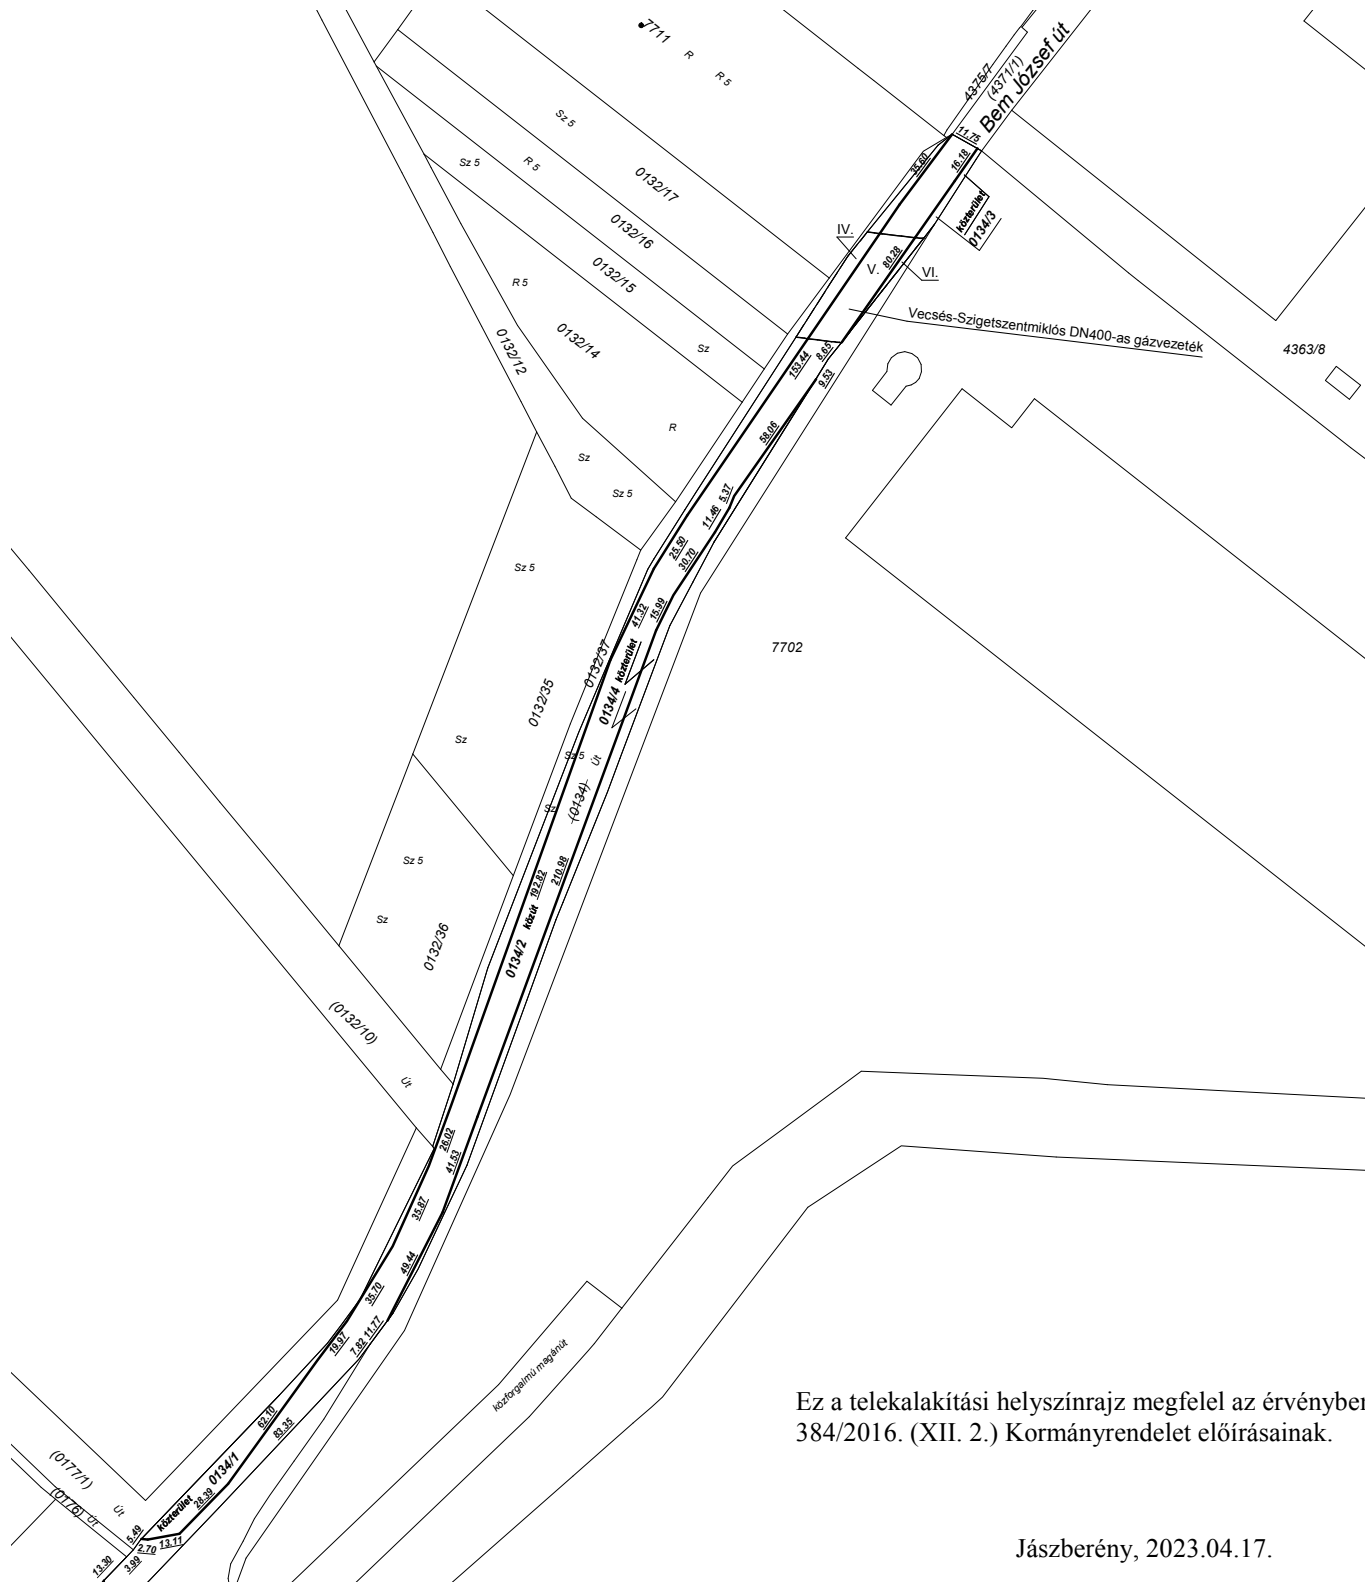 7711
R
R 5
4375/7
(4371/1)
Bem József út
11.75
16.18
35.60
Sz 5
Sz 5
R 5
0132/17
0132/16
0132/15
közterület
0134/3
IV.
V.
80.28
VI.
R 5
0132/12
0132/14
Sz
Vecsés-Szigetszentmiklós DN400-as gázvezeték
4363/8
153.44
8.65
9.53
R
58.06
Sz
Sz 5
5.37
11.46
25.50
30.70
Sz 5
41.32
15.99
7702
0132/37
közterület
0134/4
0132/35
Sz
Sz 5
Út
(0134)
Sz
Sz 5
192.82
210.98
Sz
közút
0134/2
0132/36
(0132/10)
Út
26.02
41.53
35.87
49.44
35.70
19.97
7.82
11.77
közforgalmú magánút
62.10
83.35
Ez a telekalakítási helyszínrajz megfelel az érvényben
384/2016. (XII. 2.) Kormányrendelet előírásainak.
(0177/1)
Út
0134/1
közterület
28.39
(0176)
Út
5.49
2.70
13.11
3.99
13.30
Jászberény, 2023.04.17.